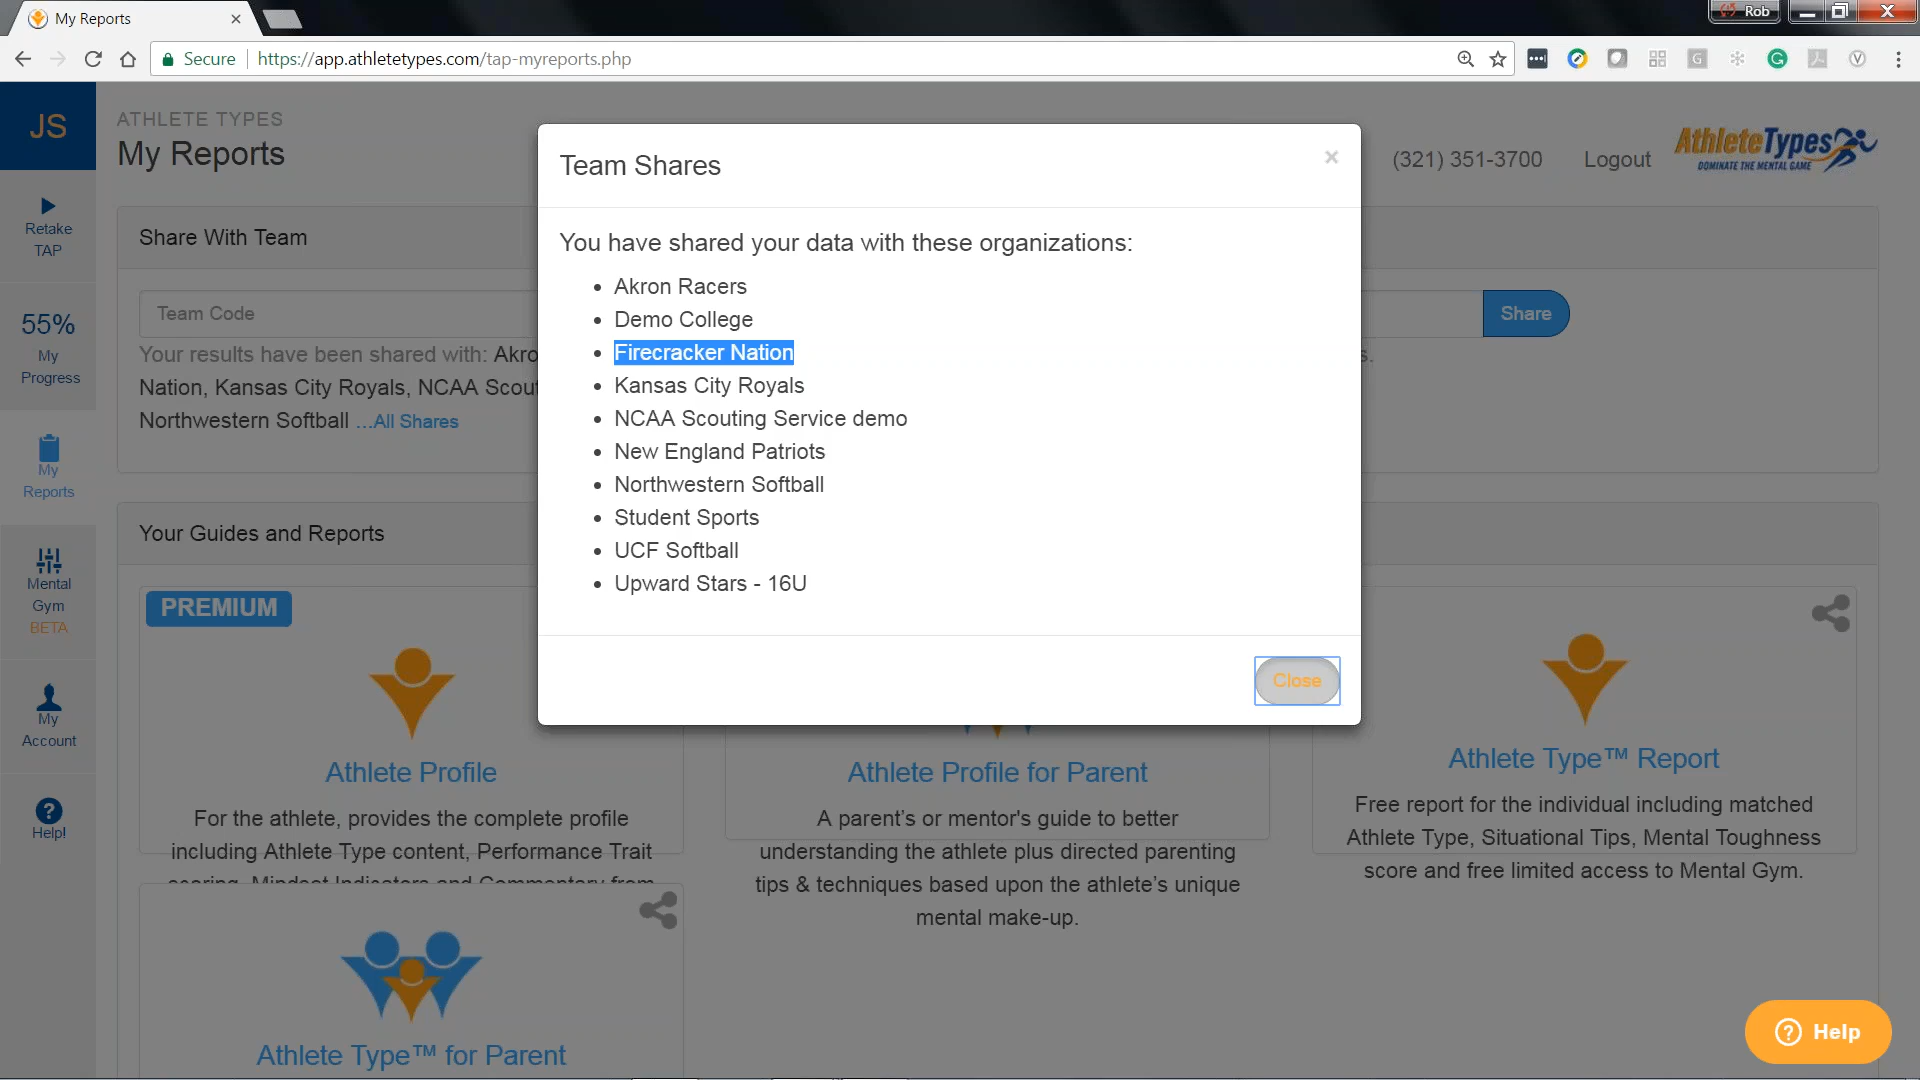 My Reports
Rob
Secure
https://app.athletetypes.com/tap-myreports.php
JS
ATHLETE TYPES
My Reports
(321) 351-3700
Logout
AthleteTypes
DOMINATE THE MENTAL GAME
Retake
TAP
55%
My
Progress
My
Reports
Mental
Gym
BETA
My
Account
Help!
Share With Team
Team Code
Share
Your results have been shared with: Akro
s.
Nation, Kansas City Royals, NCAA Scout
Northwestern Softball ...All Shares
Team Shares
×
You have shared your data with these organizations:
• Akron Racers
• Demo College
• Firecracker Nation
• Kansas City Royals
• NCAA Scouting Service demo
• New England Patriots
• Northwestern Softball
• Student Sports
• UCF Softball
• Upward Stars - 16U
Close
Your Guides and Reports
PREMIUM
Athlete Profile
For the athlete, provides the complete profile
including Athlete Type content, Performance Trait
scoring, Mindset Indicators and Commentary from
Athlete Profile for Parent
A parent's or mentor's guide to better
understanding the athlete plus directed parenting
tips & techniques based upon the athlete's unique
mental make-up.
Athlete Type™ Report
Free report for the individual including matched
Athlete Type, Situational Tips, Mental Toughness
score and free limited access to Mental Gym.
Athlete Type™ for Parent
Help